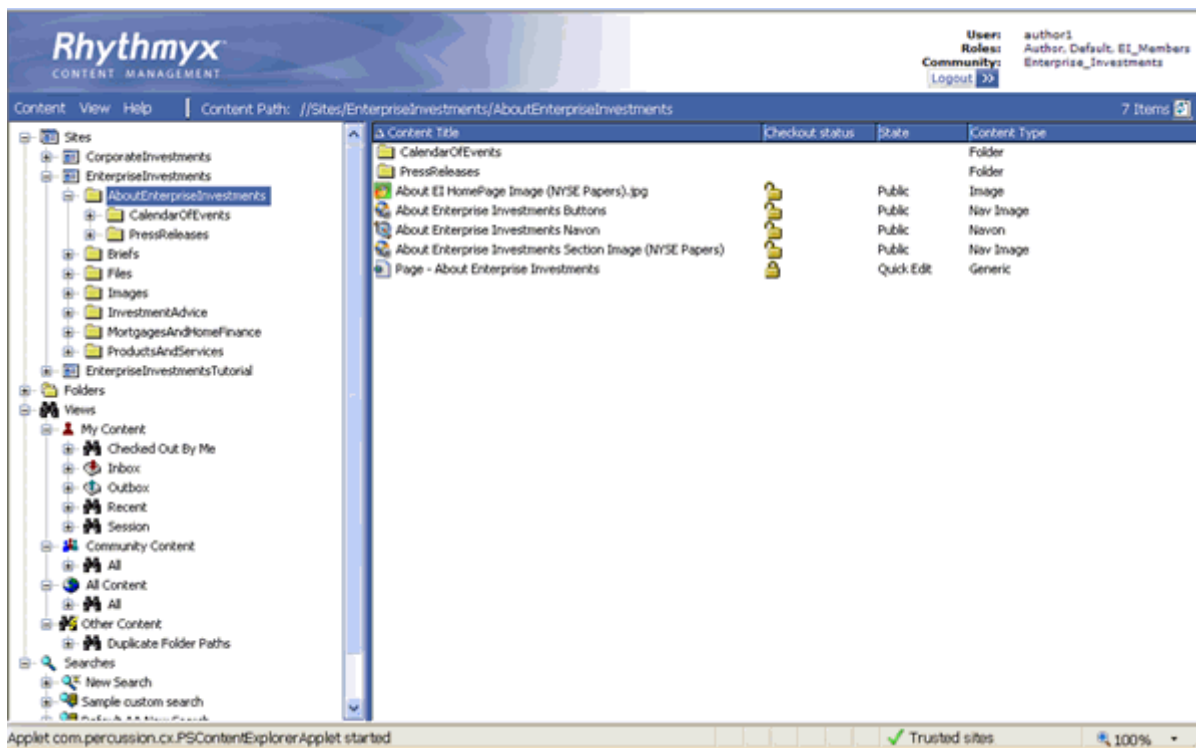 Rhythmyx
CONTENT MANAGEMENT
User: author1
Roles: Author, Default, EI_Members
Community: Enterprise_Investments
Logout
Content View Help Content Path: //Sites/EnterpriseInvestments/AboutEnterpriseInvestments 7 Items
Sites
CorporateInvestments
EnterpriseInvestments
AboutEnterpriseInvestments
CalendarOfEvents
PressReleases
Briefs
Files
Images
InvestmentAdvice
MortgagesAndHomeFinance
ProductsAndServices
EnterpriseInvestmentsTutorial
Folders
Views
My Content
Checked Out By Me
Inbox
Outbox
Recent
Session
Community Content
All
All Content
All
Other Content
Duplicate Folder Paths
Searches
New Search
Sample custom search
Content Title Checkout status State Content Type
CalendarOfEvents Folder
PressReleases Folder
About EI HomePage Image (NYSE Papers).jpg Public Image
About Enterprise Investments Buttons Public Nav Image
About Enterprise Investments Navon Public Navon
About Enterprise Investments Section Image (NYSE Papers) Public Nav Image
Page - About Enterprise Investments Quick Edit Generic
Applet com.percussion.cx.PSContentExplorerApplet started Trusted sites 100%